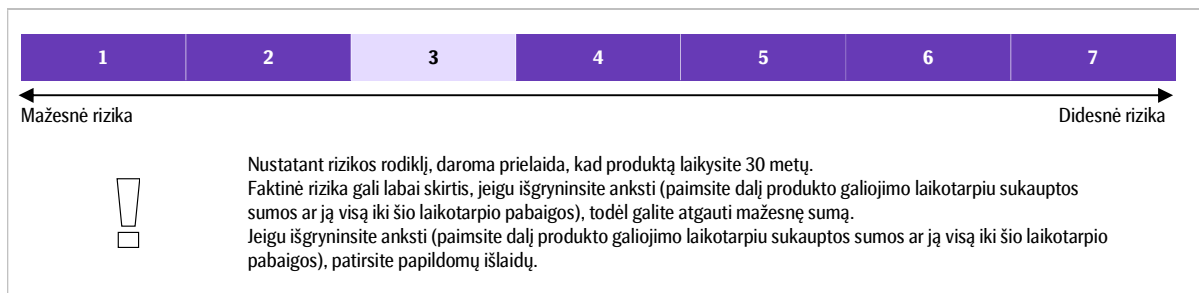 1 2 3 4 5 6 7
Mažesnė rizika Didesnė rizika
Nustatant rizikos rodiklį, daroma prielaida, kad produktą laikysite 30 metų.
Faktinė rizika gali labai skirtis, jeigu išgryninsite anksti (paimsite dalį produkto galiojimo laikotarpiu sukauptos
sumos ar ją visą iki šio laikotarpio pabaigos), todėl galite atgauti mažesnę sumą.
Jeigu išgryninsite anksti (paimsite dalį produkto galiojimo laikotarpiu sukauptos sumos ar ją visą iki šio laikotarpio
pabaigos), patirsite papildomų išlaidų.